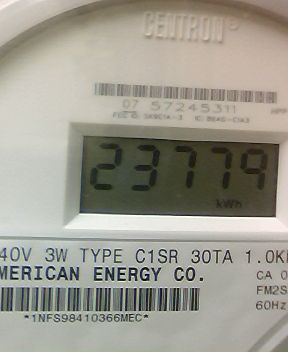 CENTRON®
07 57245311
23779
kWh
40V 3W TYPE C1SR 30TA 1.0K
MERICAN ENERGY CO.
CA 0
FM2S
60Hz
*1NFS98410366MEC*